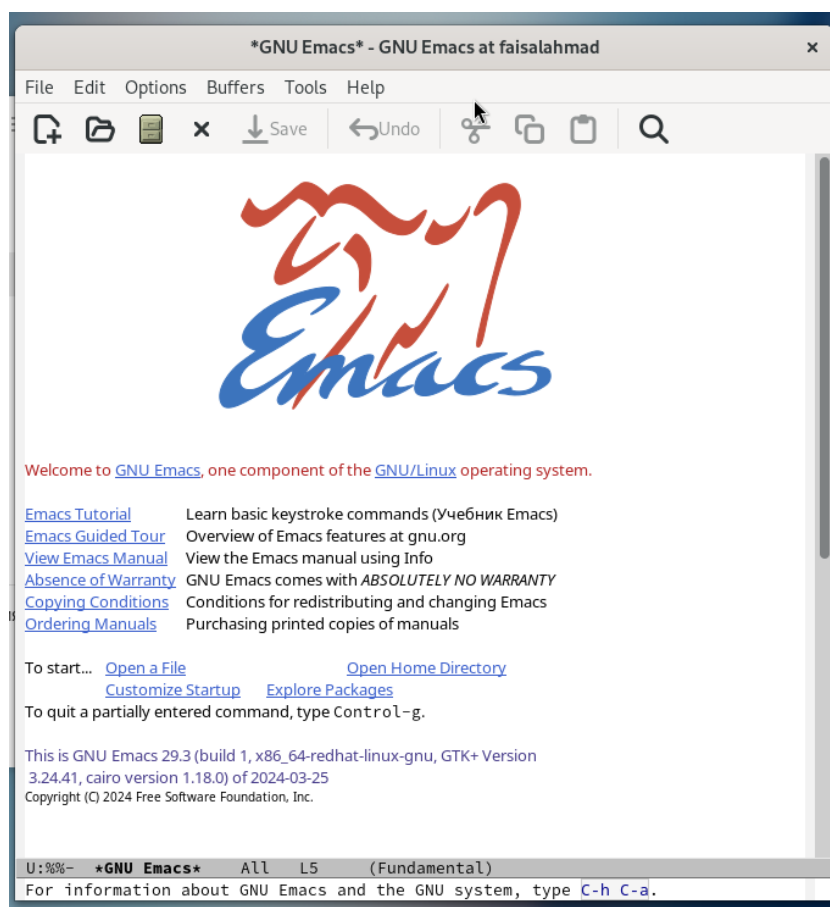 *GNU Emacs* - GNU Emacs at faisalahmad ×
File Edit Options Buffers Tools Help
Save Undo
Emacs
Welcome to GNU Emacs, one component of the GNU/Linux operating system.
Emacs Tutorial Learn basic keystroke commands (Учебник Emacs)
Emacs Guided Tour Overview of Emacs features at gnu.org
View Emacs Manual View the Emacs manual using Info
Absence of Warranty GNU Emacs comes with ABSOLUTELY NO WARRANTY
Copying Conditions Conditions for redistributing and changing Emacs
Ordering Manuals Purchasing printed copies of manuals
To start... Open a File Open Home Directory
Customize Startup Explore Packages
To quit a partially entered command, type Control-g.
This is GNU Emacs 29.3 (build 1, x86_64-redhat-linux-gnu, GTK+ Version
3.24.41, cairo version 1.18.0) of 2024-03-25
Copyright (C) 2024 Free Software Foundation, Inc.
U:%%- *GNU Emacs* All L5 (Fundamental)
For information about GNU Emacs and the GNU system, type C-h C-a.